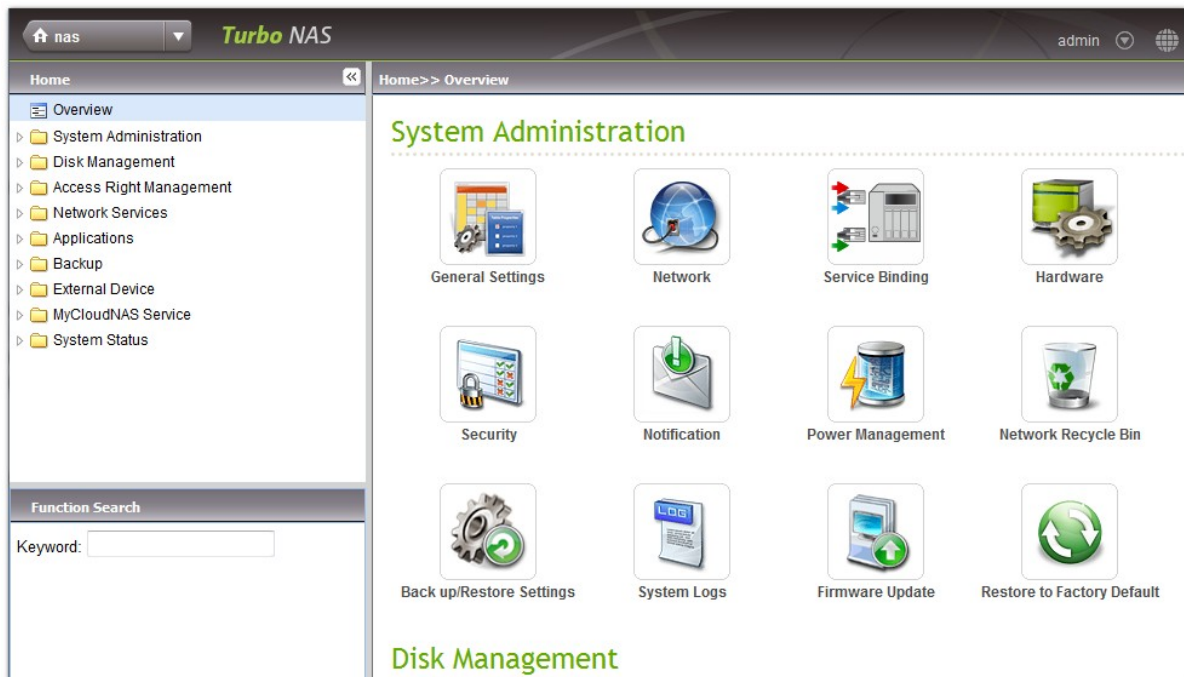 nas
Turbo NAS
admin
Home
Home>> Overview
Overview
System Administration
Disk Management
Access Right Management
Network Services
Applications
Backup
External Device
MyCloudNAS Service
System Status
Function Search
Keyword:
System Administration
General Settings
Network
Service Binding
Hardware
Security
Notification
Power Management
Network Recycle Bin
LOG
Back up/Restore Settings
System Logs
Firmware Update
Restore to Factory Default
Disk Management